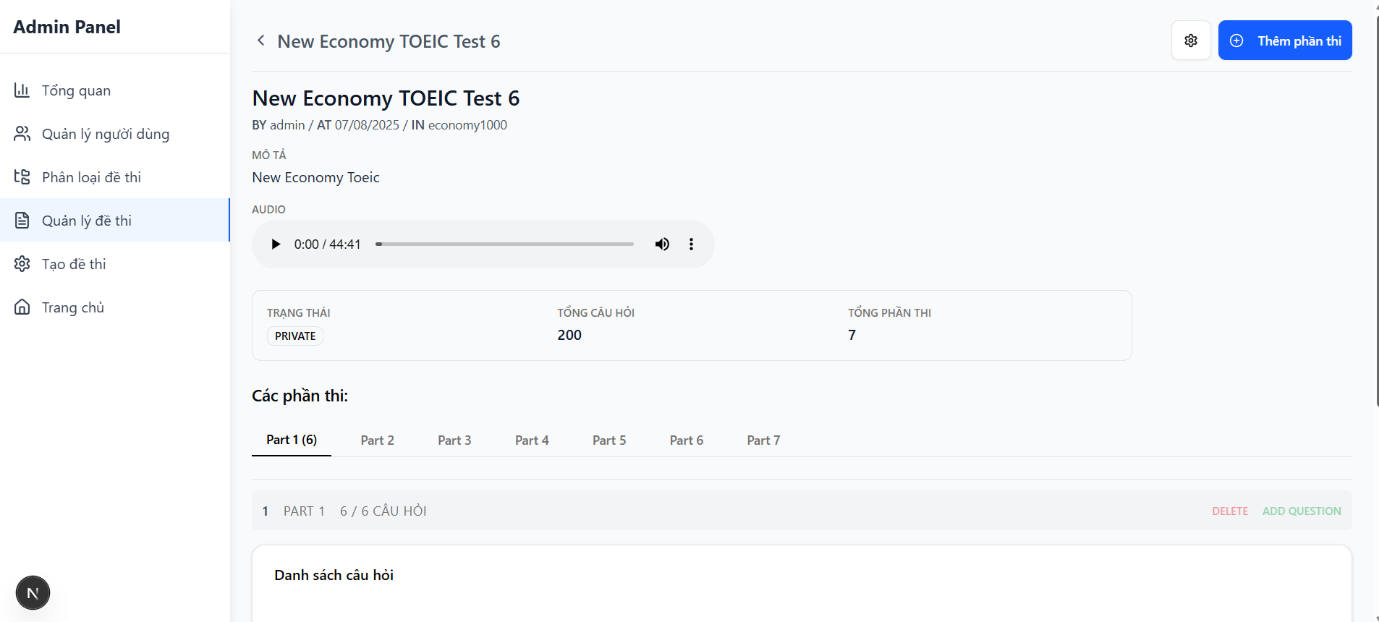 Admin Panel
Tổng quan
Quản lý người dùng
Phân loại đề thi
Quản lý đề thi
Tạo đề thi
Trang chủ
N
New Economy TOEIC Test 6
Thêm phần thi
New Economy TOEIC Test 6
BY admin / AT 07/08/2025 / IN economy1000
MÔ TẢ
New Economy Toeic
AUDIO
0:00 / 44:41
TRẠNG THÁI TỔNG CÂU HỎI TỔNG PHẦN THI
PRIVATE 200 7
Các phần thi:
Part 1 (6) Part 2 Part 3 Part 4 Part 5 Part 6 Part 7
1 PART 1 6 / 6 CÂU HỎI DELETE ADD QUESTION
Danh sách câu hỏi